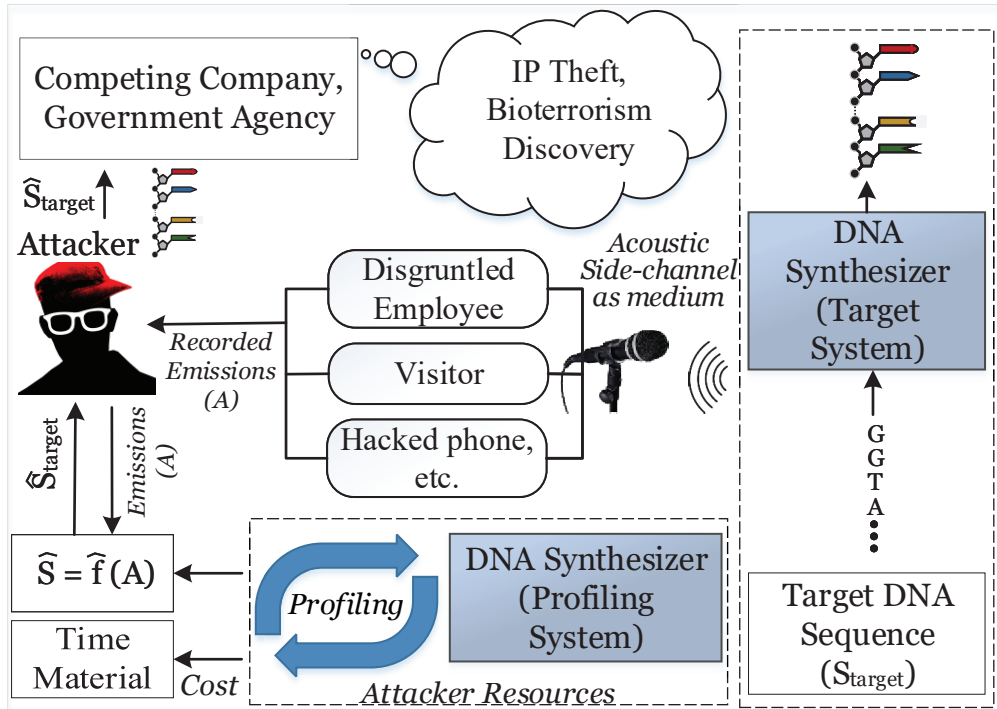 Competing Company,
Government Agency
IP Theft,
Bioterrorism
Discovery
Ŝtarget
Attacker
Disgruntled
Employee
Visitor
Hacked phone,
etc.
Recorded
Emissions
(A)
Acoustic
Side-channel
as medium
DNA
Synthesizer
(Target
System)
G
G
T
A
Target DNA
Sequence
(Starget)
Ŝtarget
Emissions
(A)
Ŝ = f̂ (A)
Time
Material
Cost
Profiling
DNA Synthesizer
(Profiling
System)
Attacker Resources